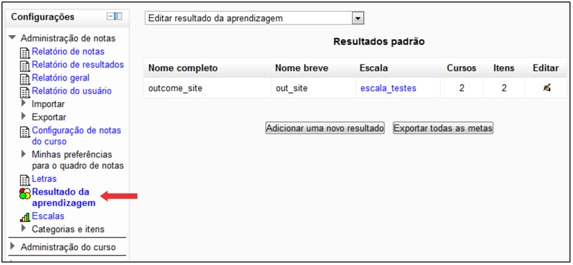 Configurações
Administração de notas
Relatório de notas
Relatório de resultados
Relatório geral
Relatório do usuário
Importar
Exportar
Configuração de notas
do curso
Minhas preferências
para o quadro de notas
Letras
Resultado da
aprendizagem
Escalas
Categorias e itens
Administração do curso
Editar resultado da aprendizagem
Resultados padrão
Nome completo Nome breve Escala Cursos Itens Editar
outcome_site out_site escala_testes 2 2
Adicionar uma novo resultado Exportar todas as metas